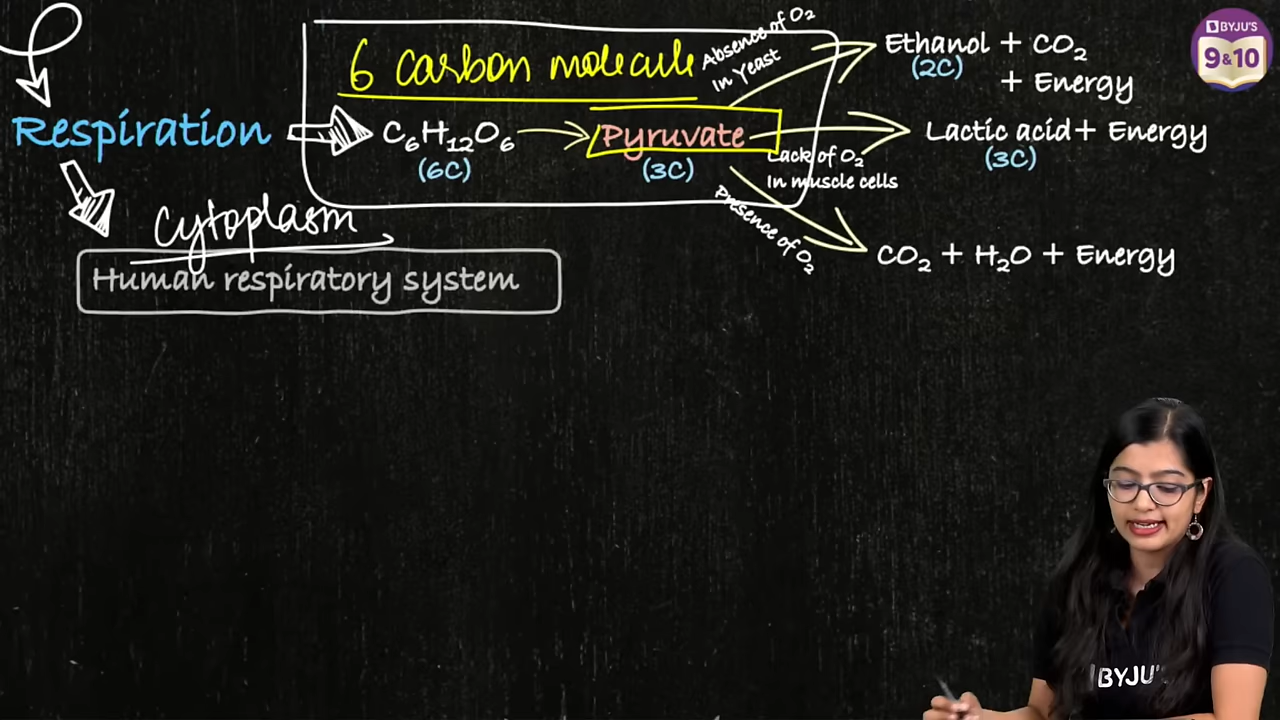 BYJU'S
9 & 10
6 carbon molecule
Absence of O₂
In Yeast
Ethanol + CO₂
(2C)
+ Energy
Respiration
C₆H₁₂O₆
(6C)
Pyruvate
(3C)
Lactic acid + Energy
(3C)
Lack of O₂
In muscle cells
Presence of O₂
CO₂ + H₂O + Energy
Cytoplasm
Human respiratory system
BYJU'S